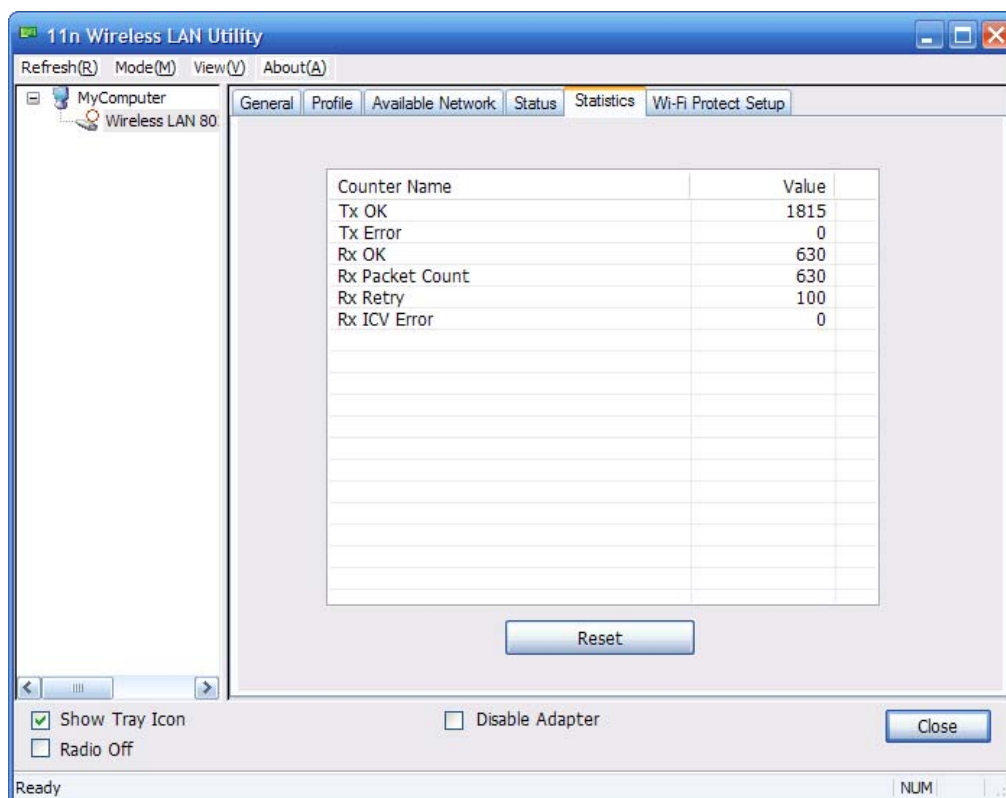 11n Wireless LAN Utility
Refresh(R) Mode(M) View(V) About(A)
MyComputer
Wireless LAN 80
General Profile Available Network Status Statistics Wi-Fi Protect Setup
Counter Name Value
Tx OK 1815
Tx Error 0
Rx OK 630
Rx Packet Count 630
Rx Retry 100
Rx ICV Error 0
Reset
Show Tray Icon Disable Adapter
Radio Off
Close
Ready NUM